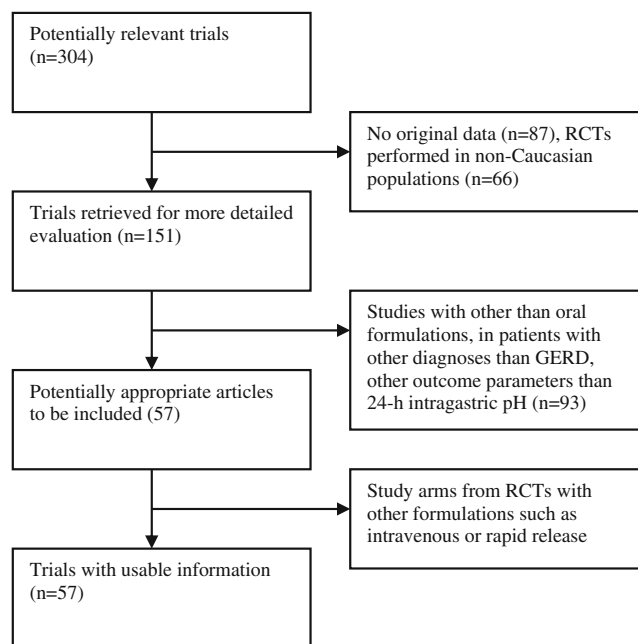 Potentially relevant trials
(n=304)
No original data (n=87), RCTs
performed in non-Caucasian
populations (n=66)
Trials retrieved for more detailed
evaluation (n=151)
Studies with other than oral
formulations, in patients with
other diagnoses than GERD,
other outcome parameters than
24-h intragastric pH (n=93)
Potentially appropriate articles
to be included (57)
Study arms from RCTs with
other formulations such as
intravenous or rapid release
Trials with usable information
(n=57)